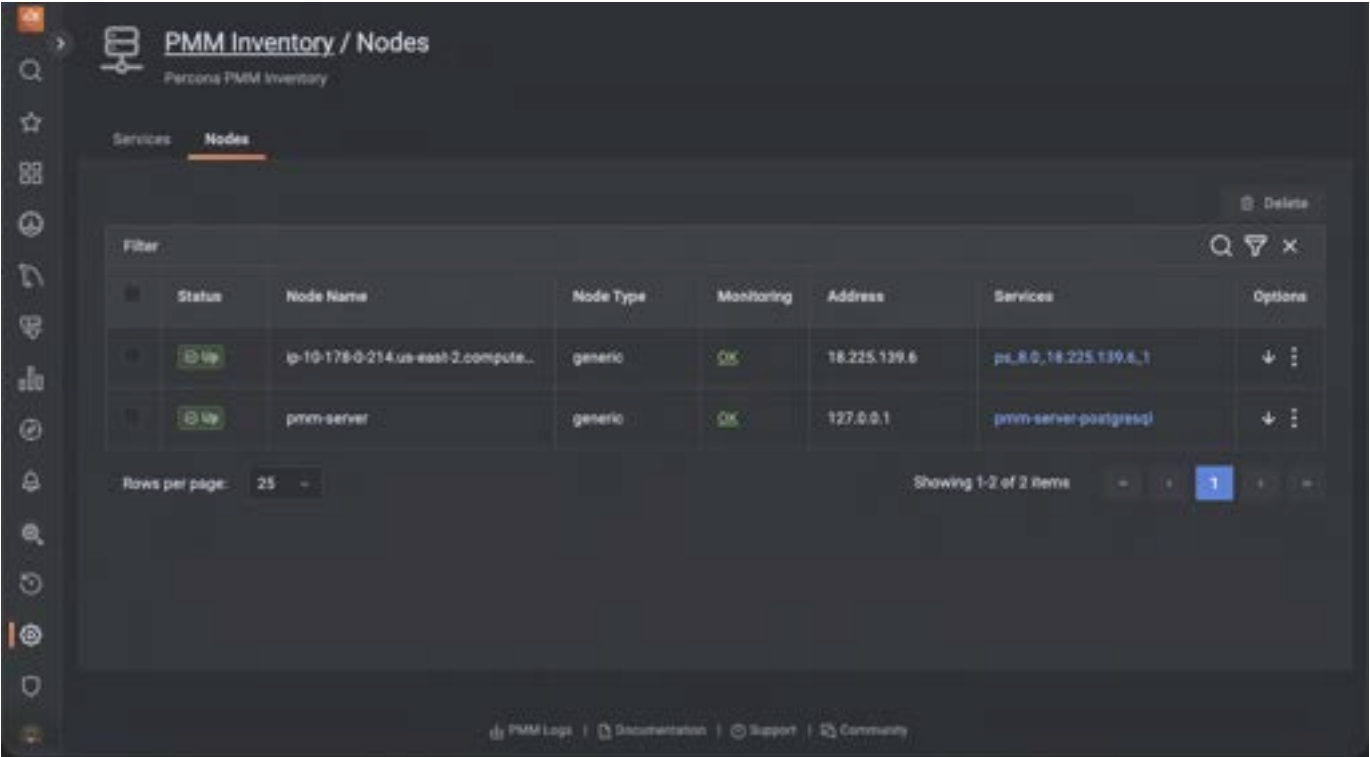 PMM Inventory / Nodes
Percona PMM Inventory
Services Nodes
Delete
Filter
Status Node Name Node Type Monitoring Address Services Options
Up ip-10-178-0-214.us-east-2.compute... generic OK 18.225.139.6 ps_8.0_18.225.139.6_1
Up pmm-server generic OK 127.0.0.1 pmm-server-postgresql
Rows per page: 25 Showing 1-2 of 2 items 1
PMM Logs | Documentation | Support | Community